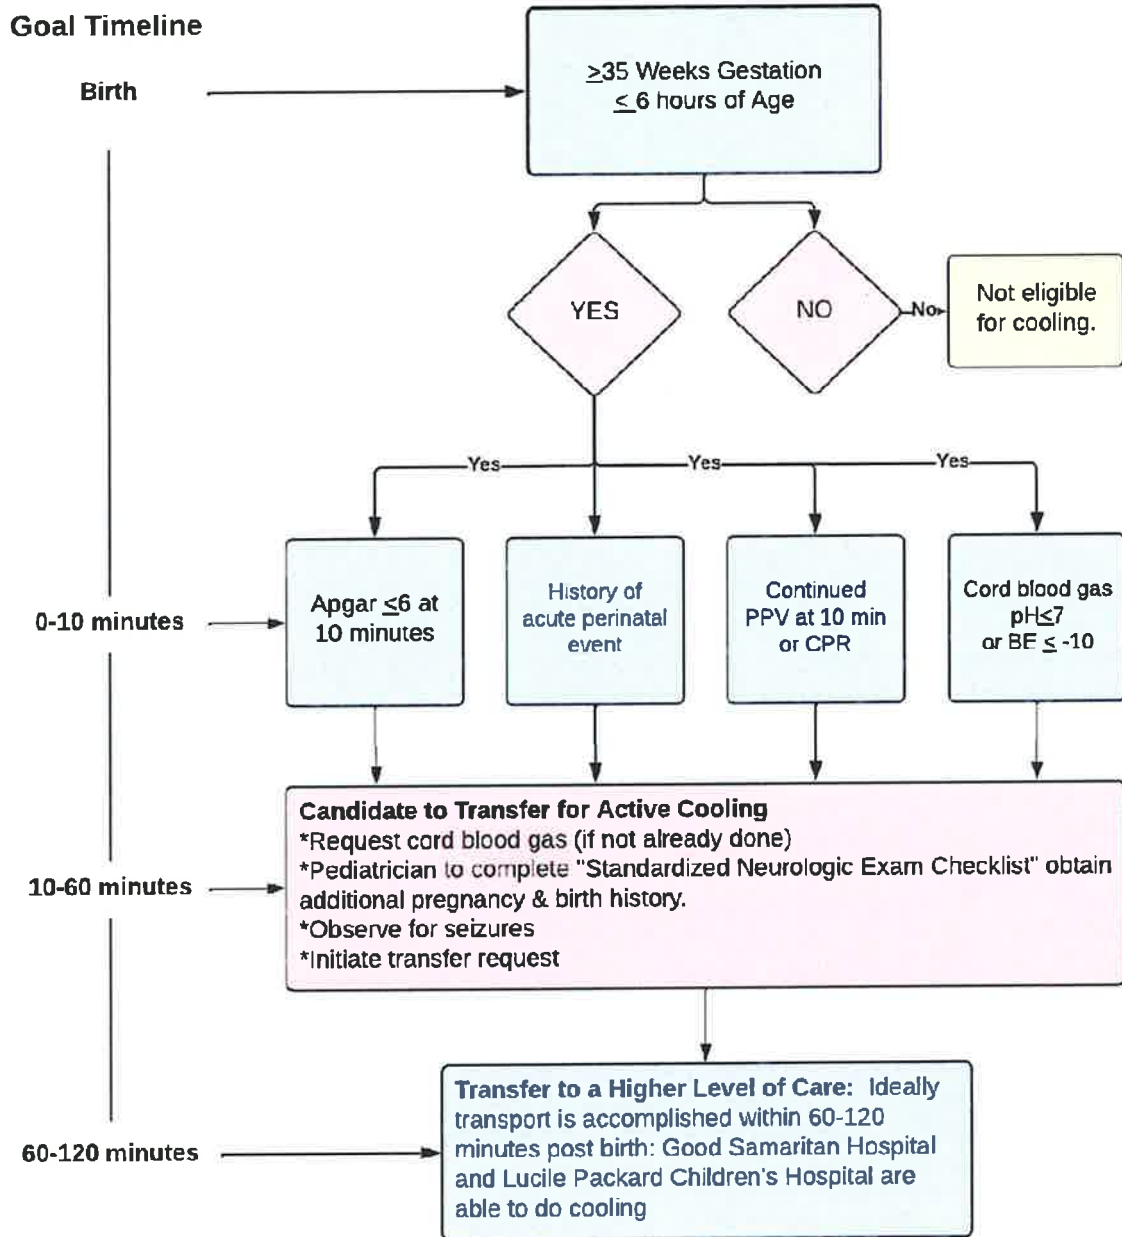 Goal Timeline
Birth
≥35 Weeks Gestation
≤ 6 hours of Age
YES
NO
No
Not eligible
for cooling.
Yes
Yes
Yes
0-10 minutes
Apgar ≤6 at
10 minutes
History of
acute perinatal
event
Continued
PPV at 10 min
or CPR
Cord blood gas
pH≤7
or BE ≤ -10
10-60 minutes
Candidate to Transfer for Active Cooling
*Request cord blood gas (if not already done)
*Pediatrician to complete "Standardized Neurologic Exam Checklist" obtain
additional pregnancy & birth history.
*Observe for seizures
*Initiate transfer request
60-120 minutes
Transfer to a Higher Level of Care: Ideally
transport is accomplished within 60-120
minutes post birth: Good Samaritan Hospital
and Lucile Packard Children's Hospital are
able to do cooling